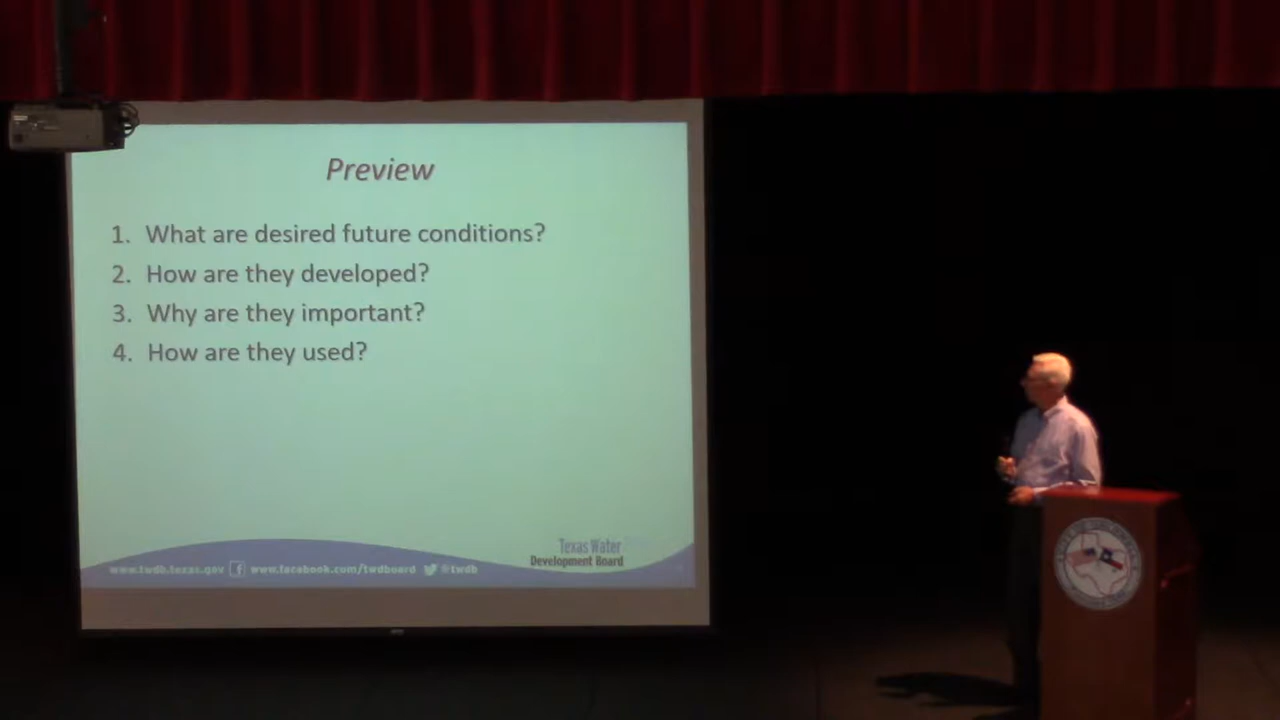 Preview
1. What are desired future conditions?
2. How are they developed?
3. Why are they important?
4. How are they used?
Texas Water
Development Board
www.twdb.texas.gov f www.facebook.com/twdboard @twdb